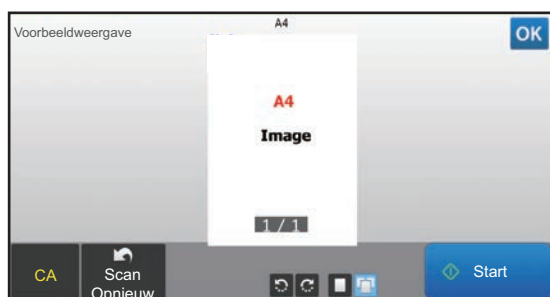 A4
Voorbeeldweergave
OK
A4
Image
1 / 1
CA
Scan
Opnieuw
Start